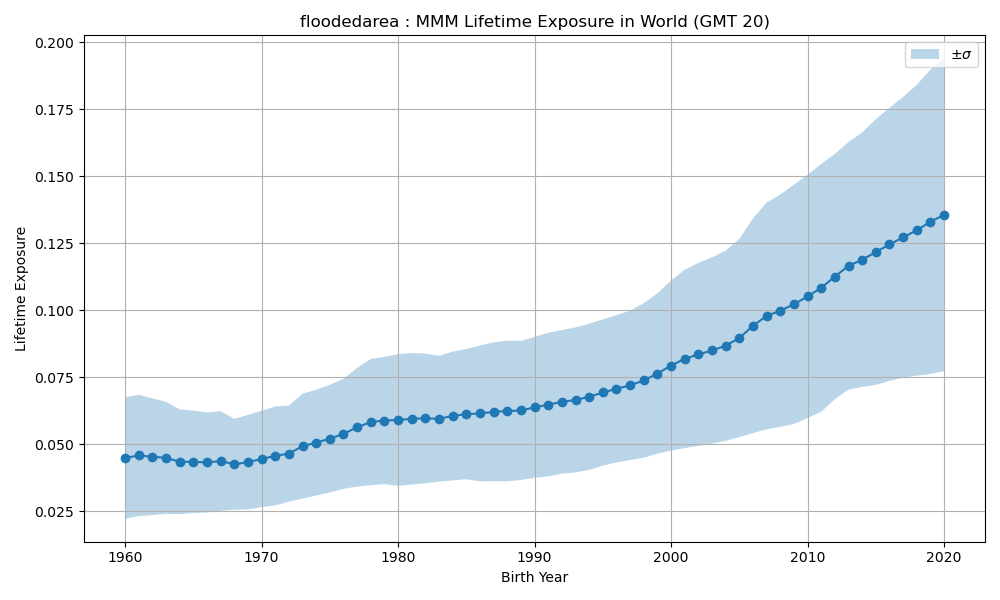 floodedarea : MMM Lifetime Exposure in World (GMT 20)
±σ
0.200
0.175
0.150
0.125
0.100
0.075
0.050
0.025
Lifetime Exposure
1960 1970 1980 1990 2000 2010 2020
Birth Year